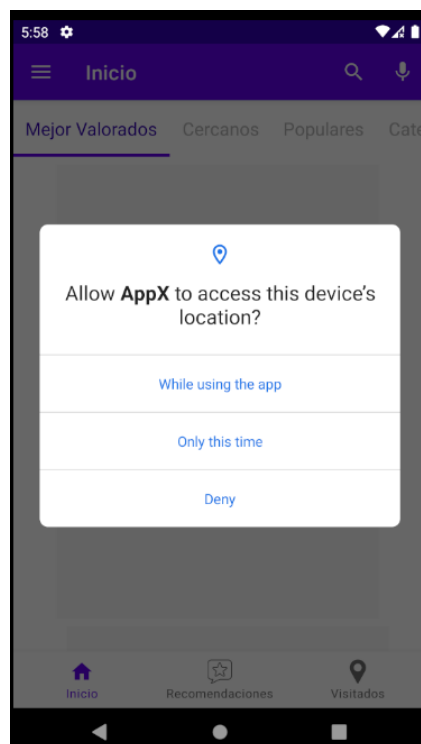 5:58
Inicio
Mejor Valorados Cercanos Populares Cate
Allow AppX to access this device's
location?
While using the app
Only this time
Deny
Inicio Recomendaciones Visitados